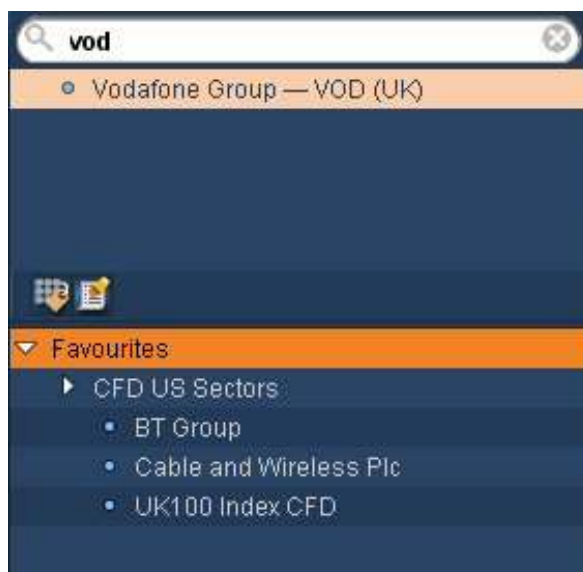 vod
Vodafone Group — VOD (UK)
Favourites
CFD US Sectors
BT Group
Cable and Wireless Plc
UK100 Index CFD